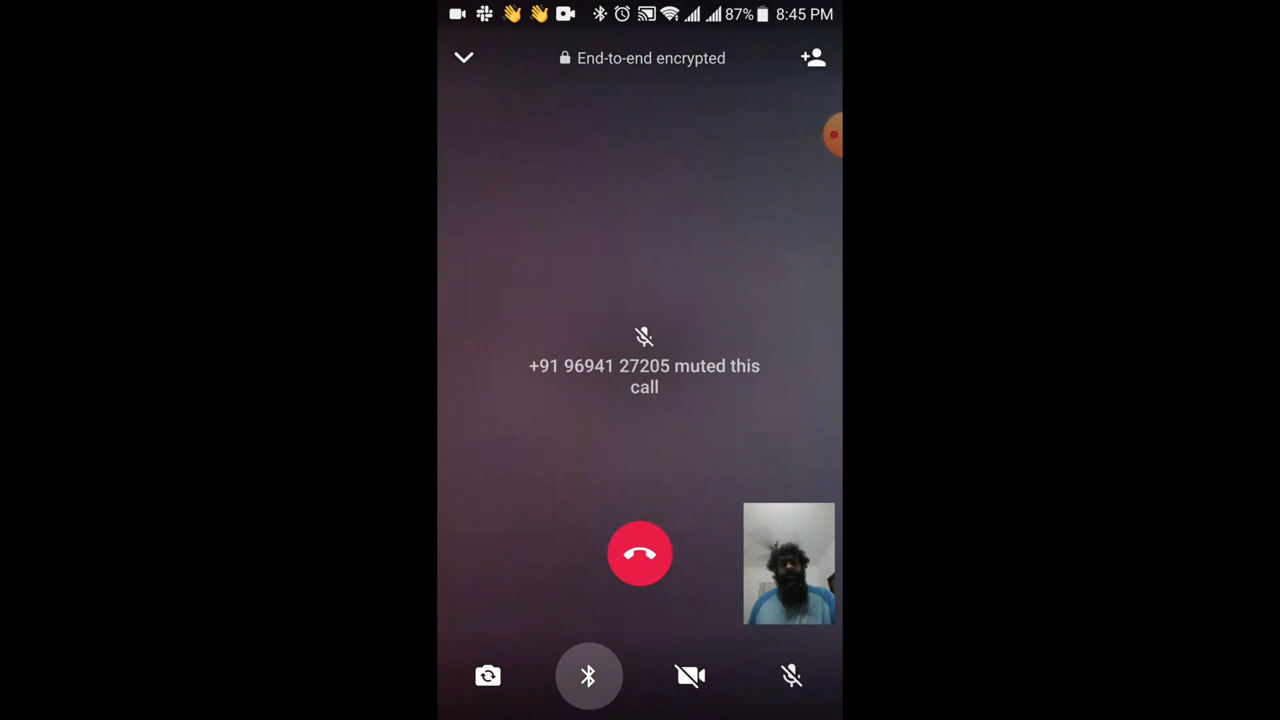 87% 8:45 PM
End-to-end encrypted
+91 96941 27205 muted this
call